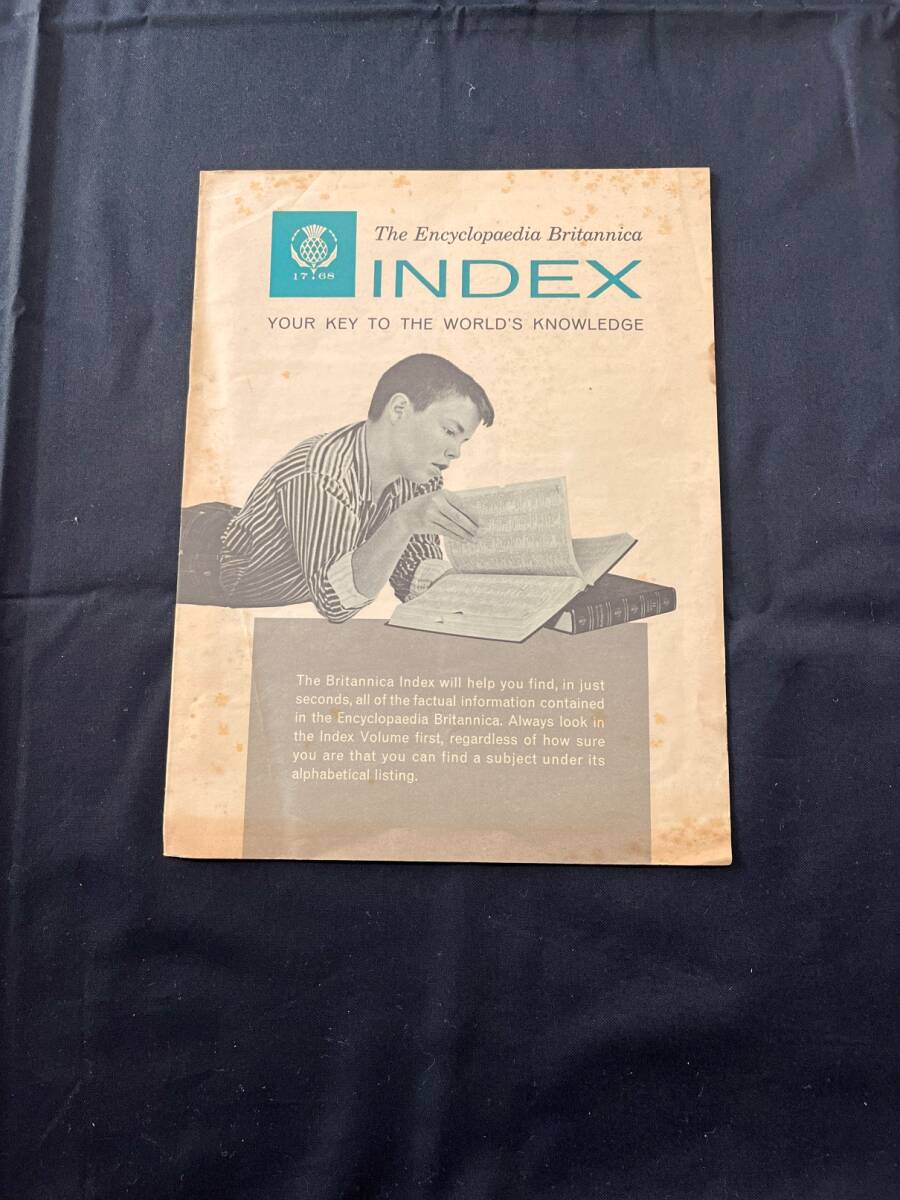 The Encyclopaedia Britannica
1768
INDEX
YOUR KEY TO THE WORLD'S KNOWLEDGE
The Britannica Index will help you find, in just
seconds, all of the factual information contained
in the Encyclopaedia Britannica. Always look in
the Index Volume first, regardless of how sure
you are that you can find a subject under its
alphabetical listing.